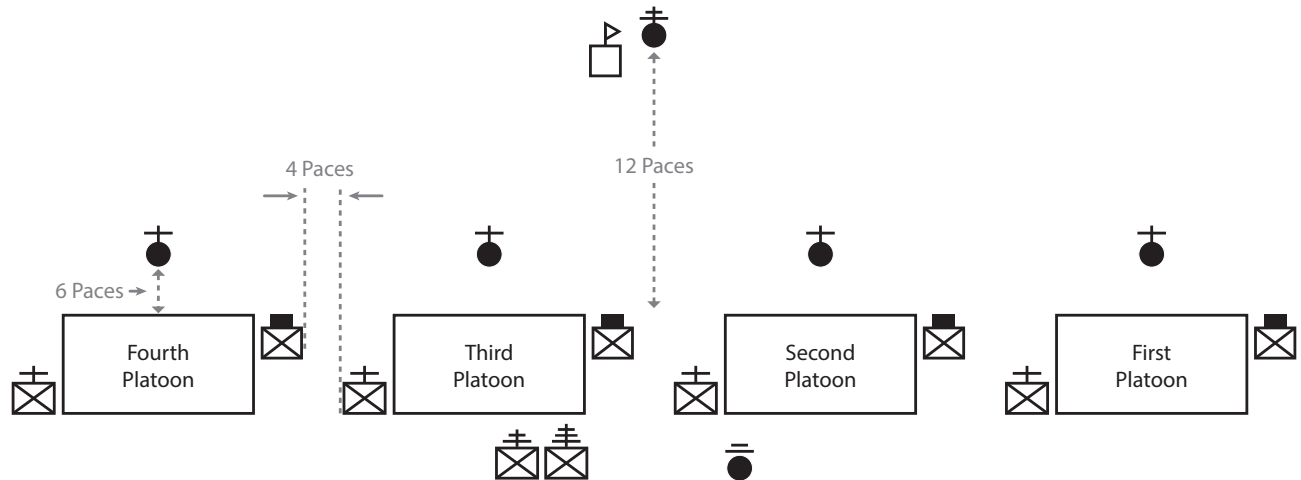 4 Paces
12 Paces
6 Paces
Fourth
Platoon
Third
Platoon
Second
Platoon
First
Platoon